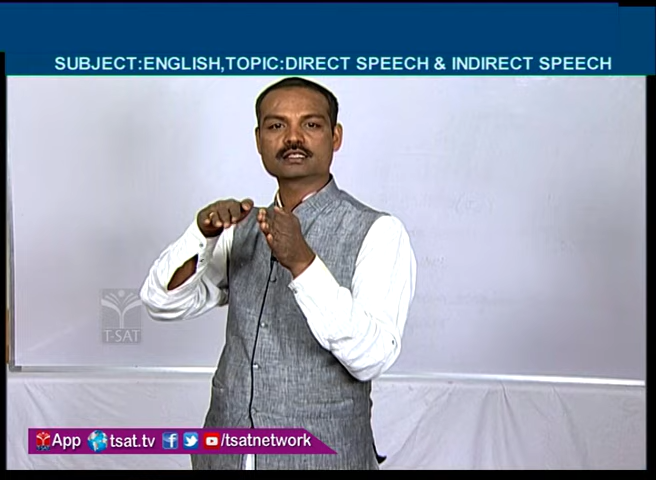 SUBJECT:ENGLISH,TOPIC:DIRECT SPEECH & INDIRECT SPEECH
T-SAT
App tsat.tv /tsatnetwork